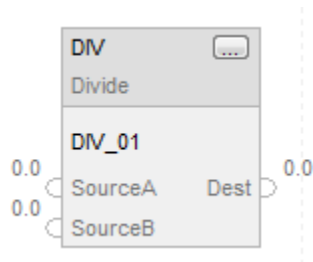 DIV ...
Divide
DIV_01
0.0 0.0
SourceA Dest
0.0
SourceB